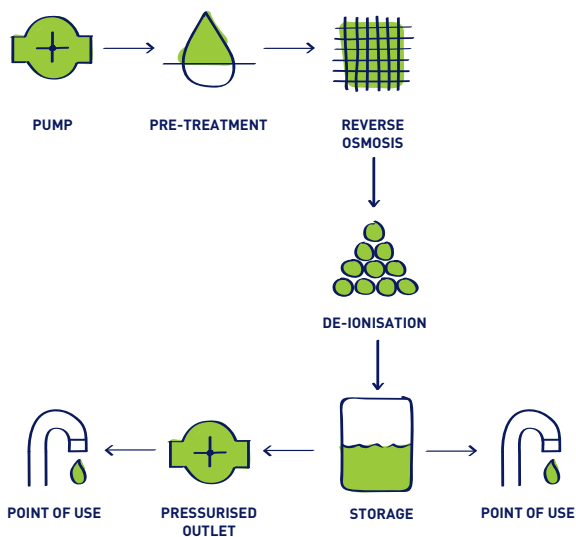 PUMP
PRE-TREATMENT
REVERSE
OSMOSIS
DE-IONISATION
POINT OF USE
PRESSURISED
OUTLET
STORAGE
POINT OF USE